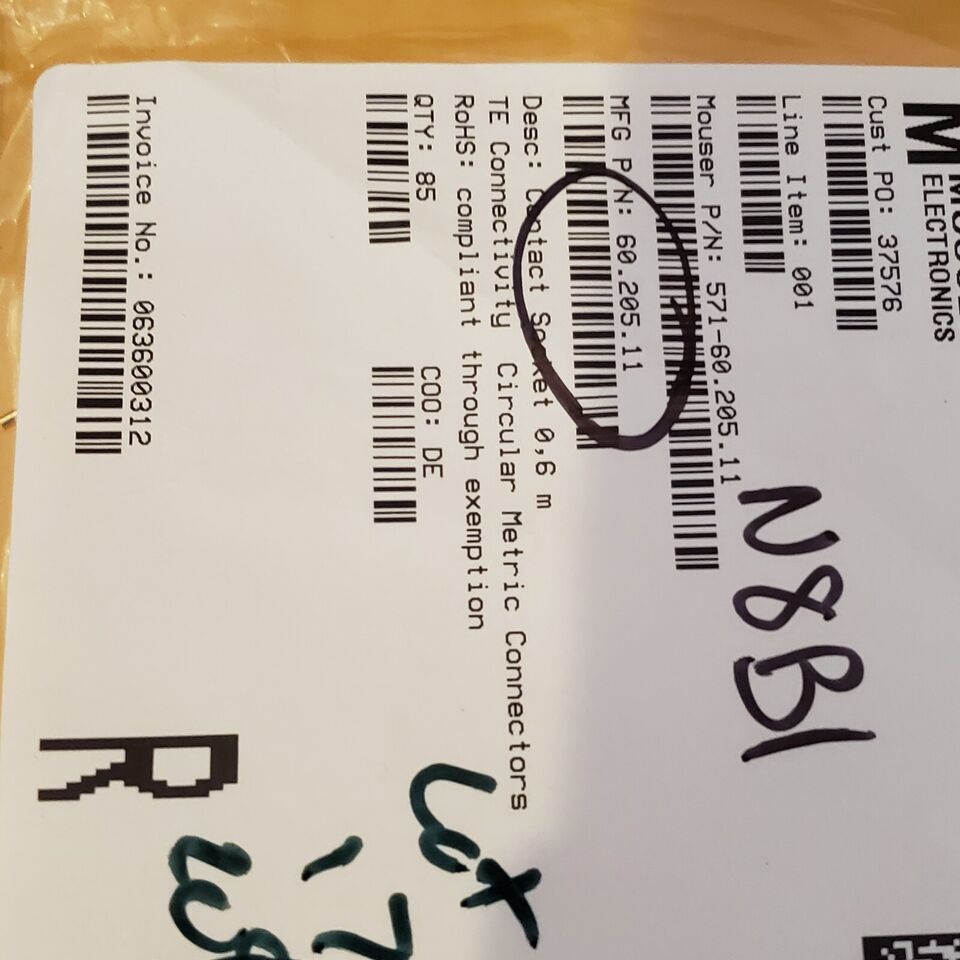 ELECTRONICS
Cust PO: 37576
Line Item: 001
Mouser P/N: 571-60.205.11
N8B1
MFG P/N: 60.205.11
Desc: Contact Socket 0,6 m
TE Connectivity Circular Metric Connectors
RoHS: compliant through exemption
QTY: 85
COO: DE
Lot
Invoice No.: 063600312
R